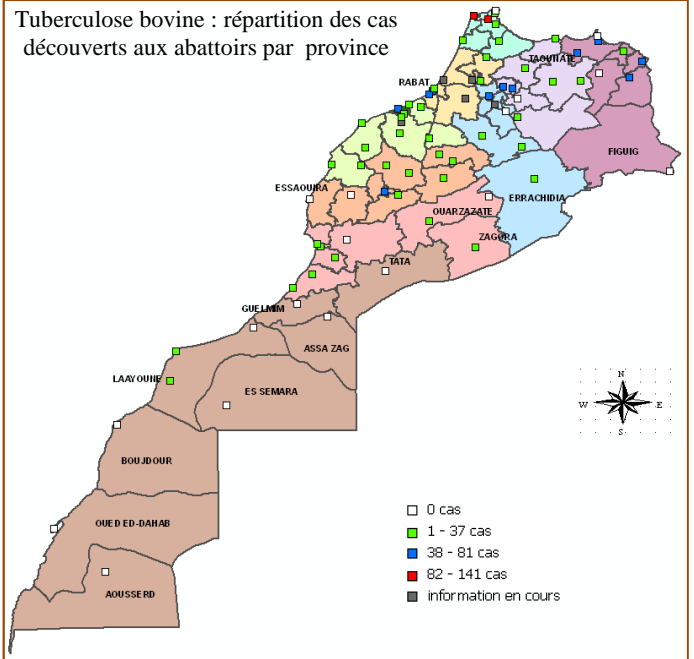 Tuberculose bovine : répartition des cas
découverts aux abattoirs par province
TAOUNATE
RABAT
FIGUIG
ESSAOUIRA
ERRACHIDIA
OUARZAZATE
ZAGORA
TATA
GUELMIM
ASSA ZAG
LAAYOUNE
ES SEMARA
N
W
E
S
BOUJDOUR
OUED ED-DAHAB
AOUSSERD
0 cas
1 - 37 cas
38 - 81 cas
82 - 141 cas
information en cours